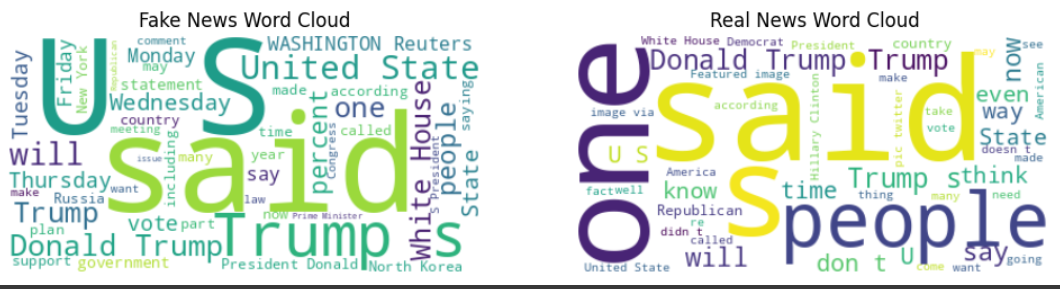 Fake News Word Cloud
comment
WASHINGTON Reuters
Tuesday
Friday
New York
Republican
Monday
may
U S
United State
statement
made
according
Wednesday
one
saying
country
meeting
time
called
percent
Congress
White House
S President
people
State
will
issue
many
including
said
year
say
Thursday
make
want
law
Russia
now
Prime Minister
Trump
vote
part
Trump
s
plan
Donald Trump
support
government
President Donald
North Korea
Real News Word Cloud
White House
Democrat
President
country
may
now
see
Donald Trump
Trump
one
Featured image
make
American
said
image via
according
Hillary Clinton
pic twitter
take
even
way
vote
State
U S
doesn t
made
America
S
fact
well
know
time
Trump s
think
thing
many
need
Republican
people
re
didn t
called
will
don t
U
say
going
United State
come
want